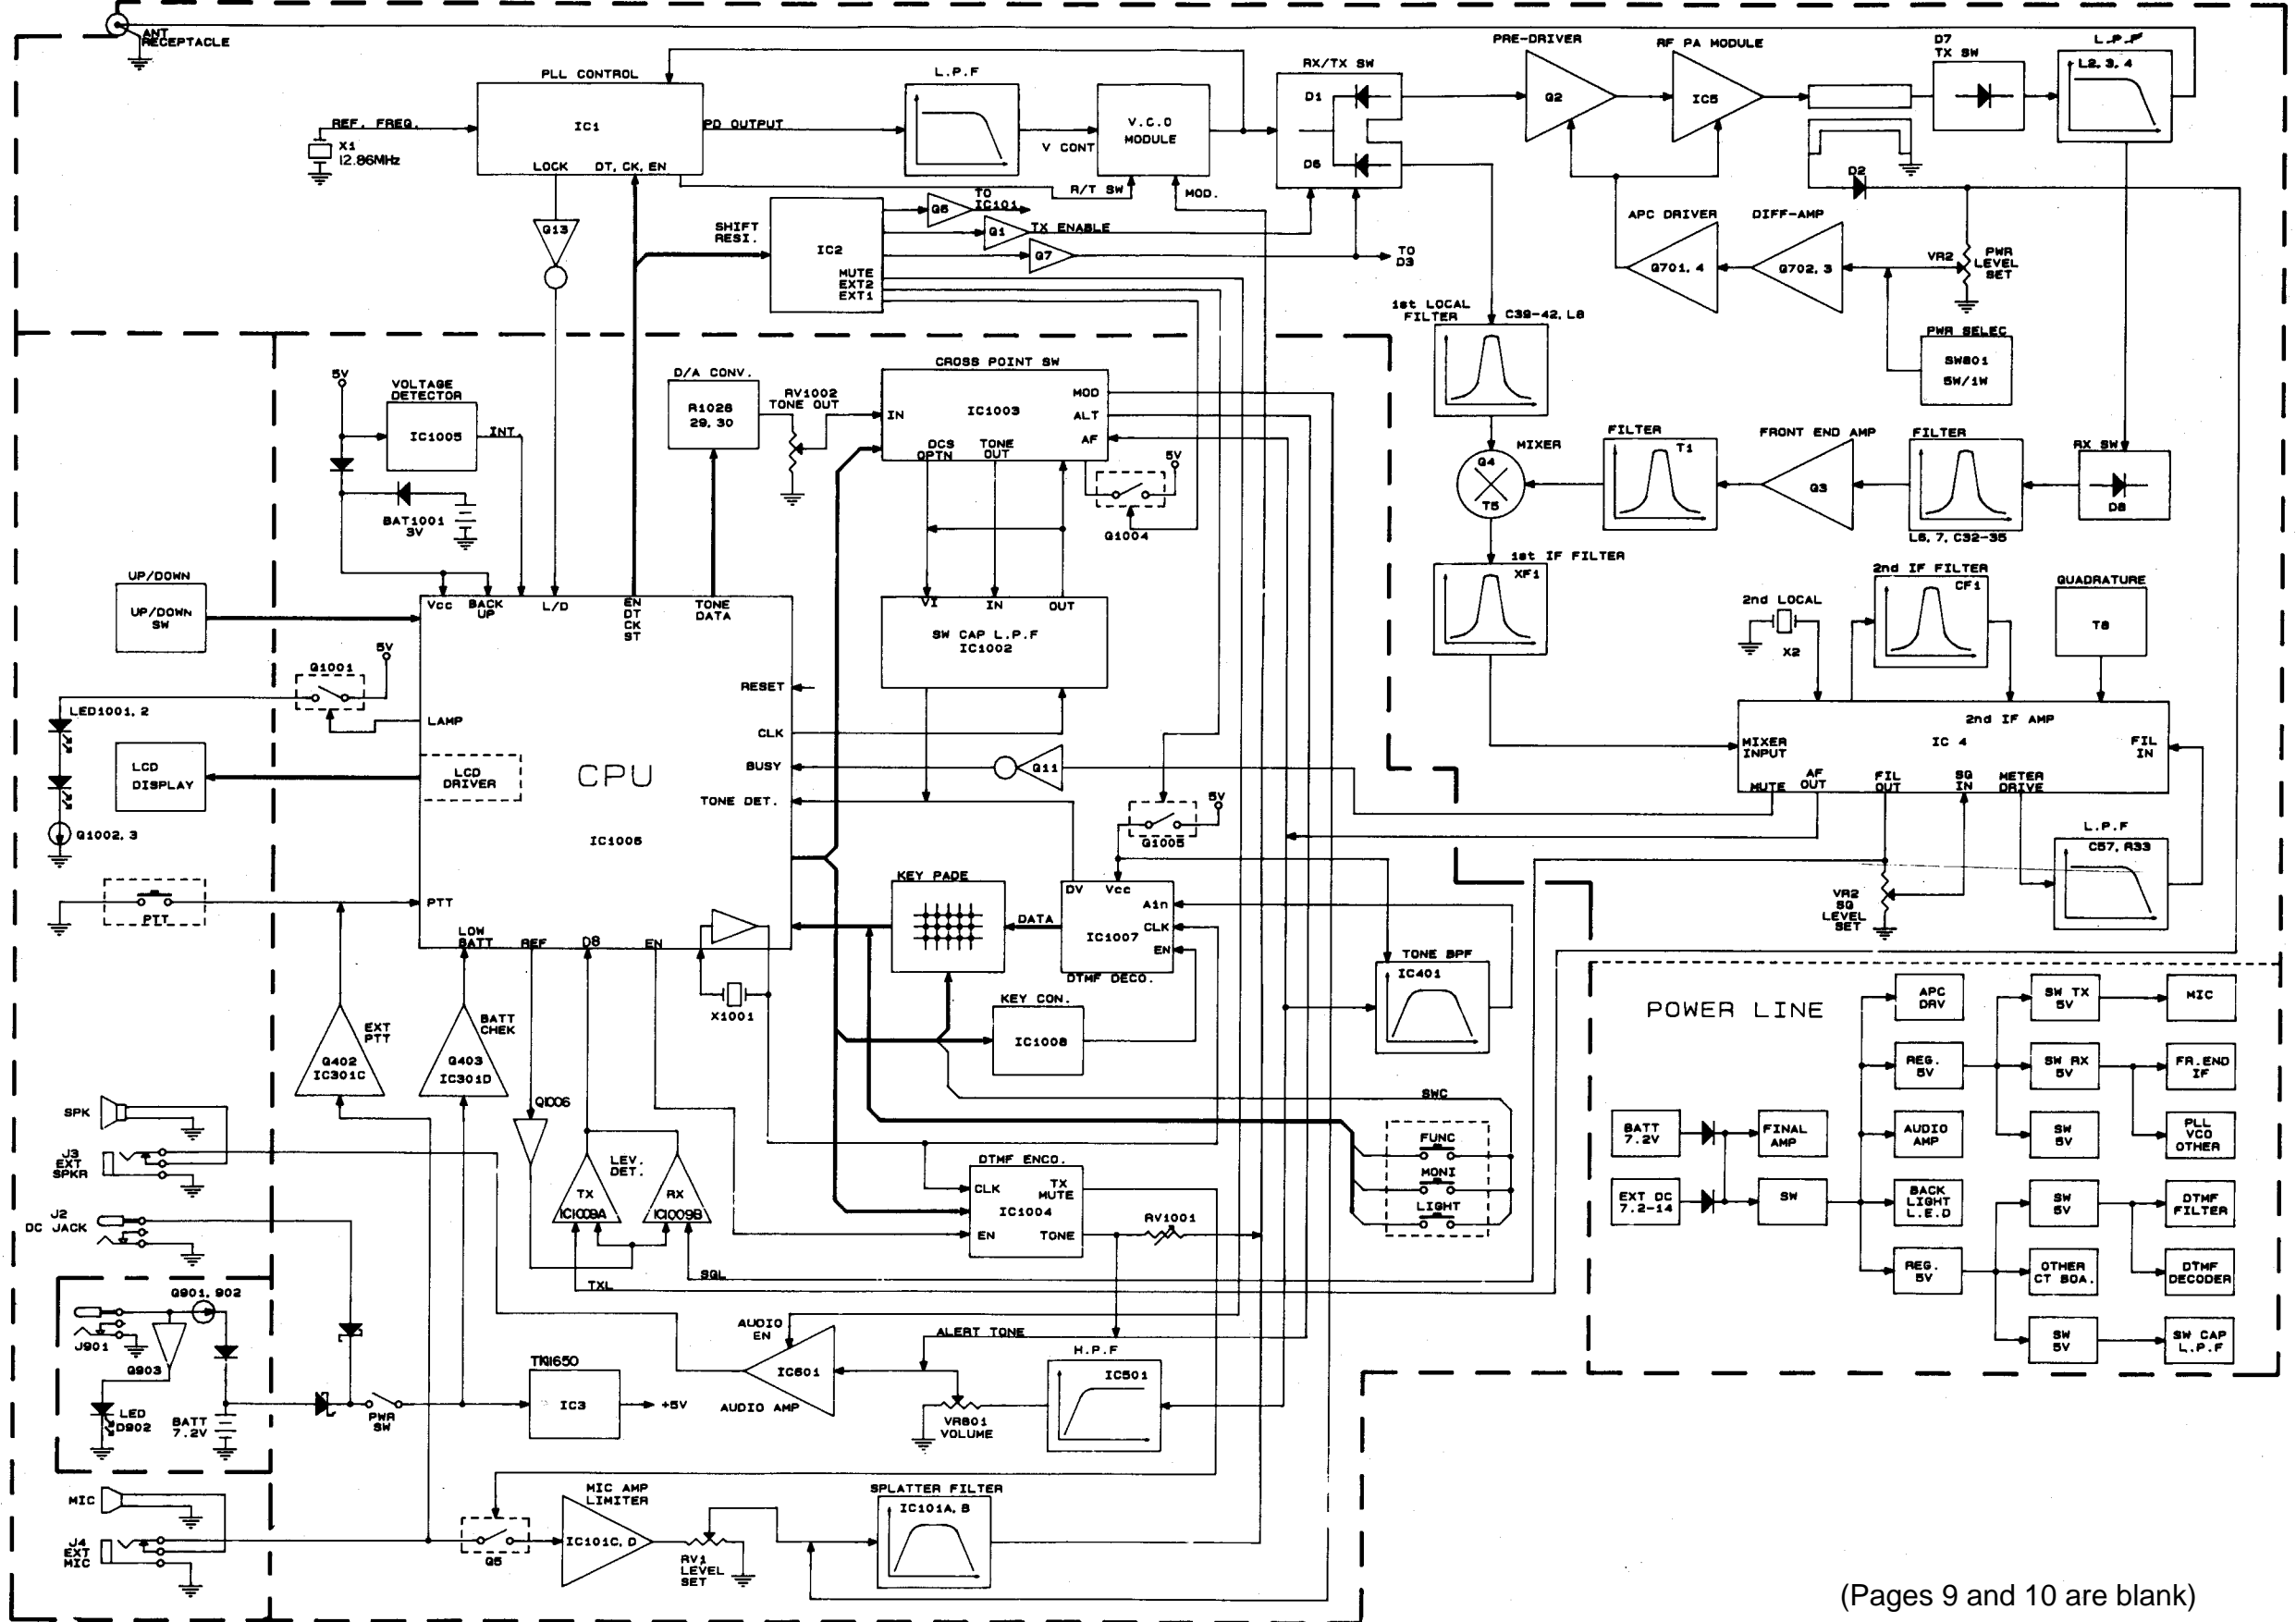 ANT
RECEPTACLE
PLL CONTROL
IC1
REF. FREQ.
X1
12.86MHz
PD OUTPUT
LOCK
DT, CK, EN
L.P.F
V CONT
V.C.O
MODULE
R/T SW
MOD.
RX/TX SW
D1
D6
PRE-DRIVER
Q2
RF PA MODULE
IC5
D7
TX SW
L.P.F
L2, 3, 4
D2
Q13
SHIFT
RESI.
IC2
MUTE
EXT2
EXT1
Q6
TO
IC101
Q1
TX ENABLE
Q7
TO
D3
APC DRIVER
Q701, 4
DIFF-AMP
Q702, 3
VR2
PWR
LEVEL
SET
PWR SELEC
SW801
5W/1W
1st LOCAL
FILTER
C39-42, L8
MIXER
Q4
T5
FILTER
T1
FRONT END AMP
Q3
FILTER
L6, 7, C32-35
RX SW
D8
1st IF FILTER
XF1
2nd LOCAL
X2
2nd IF FILTER
CF1
QUADRATURE
T8
2nd IF AMP
IC 4
MIXER
INPUT
FIL
IN
MUTE
AF
OUT
FIL
OUT
SQ
IN
METER
DRIVE
L.P.F
C57, R33
VR2
SQ
LEVEL
SET
5V
VOLTAGE
DETECTOR
IC1005
INT.
BAT1001
3V
D/A CONV.
R1028
29, 30
RV1002
TONE OUT
CROSS POINT SW
IC1003
IN
MOD
ALT
AF
DCS
OPTN
TONE
OUT
5V
Q1004
VI
IN
OUT
SW CAP L.P.F
IC1002
UP/DOWN
UP/DOWN
SW
Vcc
BACK
UP
L/D
EN
DT
CK
ST
TONE
DATA
Q1001
5V
LED1001, 2
LAMP
RESET
CLK
BUSY
Q11
LCD
DISPLAY
LCD
DRIVER
CPU
IC1006
TONE DET.
Q1002, 3
5V
Q1005
PTT
PTT
LOW
BATT
REF
D8
EN
KEY PADE
DATA
DV
Vcc
Ain
CLK
EN
IC1007
DTMF DECO.
X1001
KEY CON.
IC1008
TONE BPF
IC401
EXT
PTT
Q402
IC301C
BATT
CHEK
Q403
IC301D
Q1006
SPK
J3
EXT
SPKR
J2
DC JACK
LEV.
DET.
TX
IC1009A
RX
IC1009B
DTMF ENCO.
CLK
TX
MUTE
IC1004
EN
TONE
RV1001
SWC
FUNC
MONI
LIGHT
SQL
TXL
POWER LINE
BATT
7.2V
EXT DC
7.2-14
FINAL
AMP
SW
APC
DRV
REG.
5V
AUDIO
AMP
BACK
LIGHT
L.E.D
REG.
5V
SW TX
5V
SW RX
5V
SW
5V
SW
5V
OTHER
CT BOA.
SW
5V
MIC
FR.END
IF
PLL
VCO
OTHER
DTMF
FILTER
DTMF
DECODER
SW CAP
L.P.F
Q901, 902
J901
Q903
LED
D902
BATT
7.2V
PWR
SW
TK11650
IC3
+5V
AUDIO
EN
IC601
AUDIO AMP
ALERT TONE
VR801
VOLUME
H.P.F
IC501
MIC
J4
EXT
MIC
Q5
MIC AMP
LIMITER
IC101C, D
RV1
LEVEL
SET
SPLATTER FILTER
IC101A, B
(Pages 9 and 10 are blank)